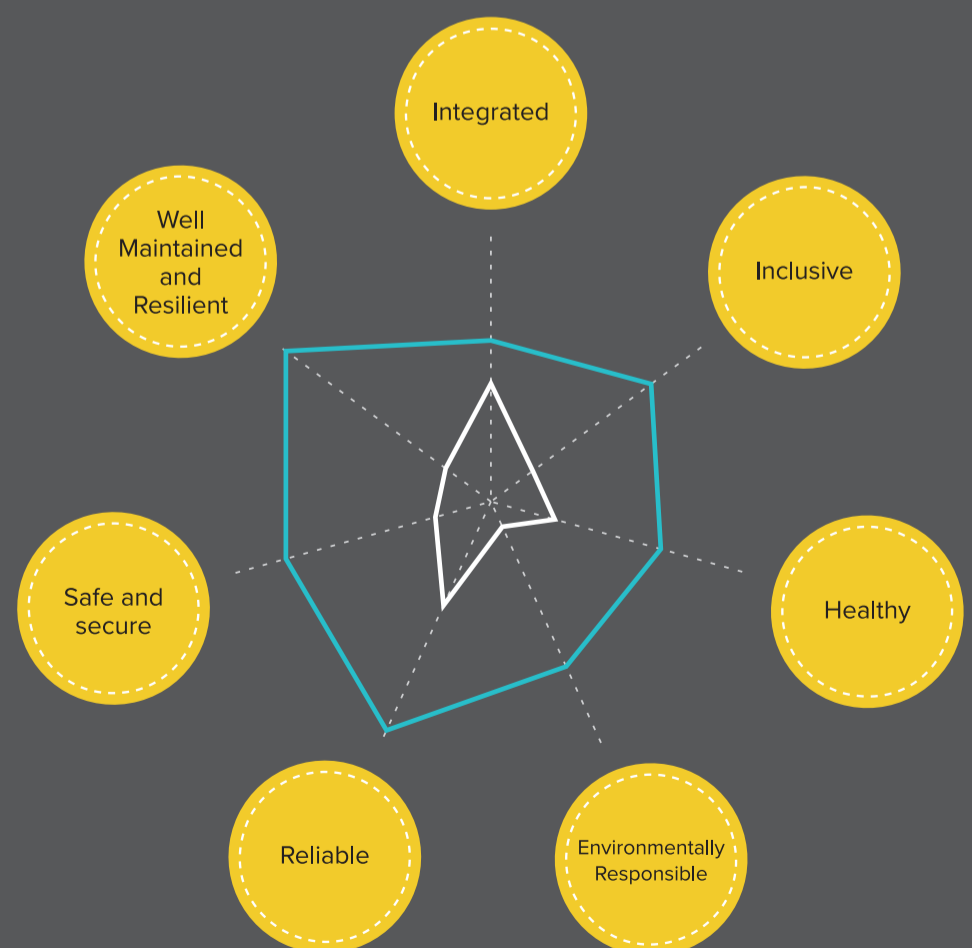 Integrated
Inclusive
Healthy
Environmentally
Responsible
Reliable
Safe and
secure
Well
Maintained
and
Resilient